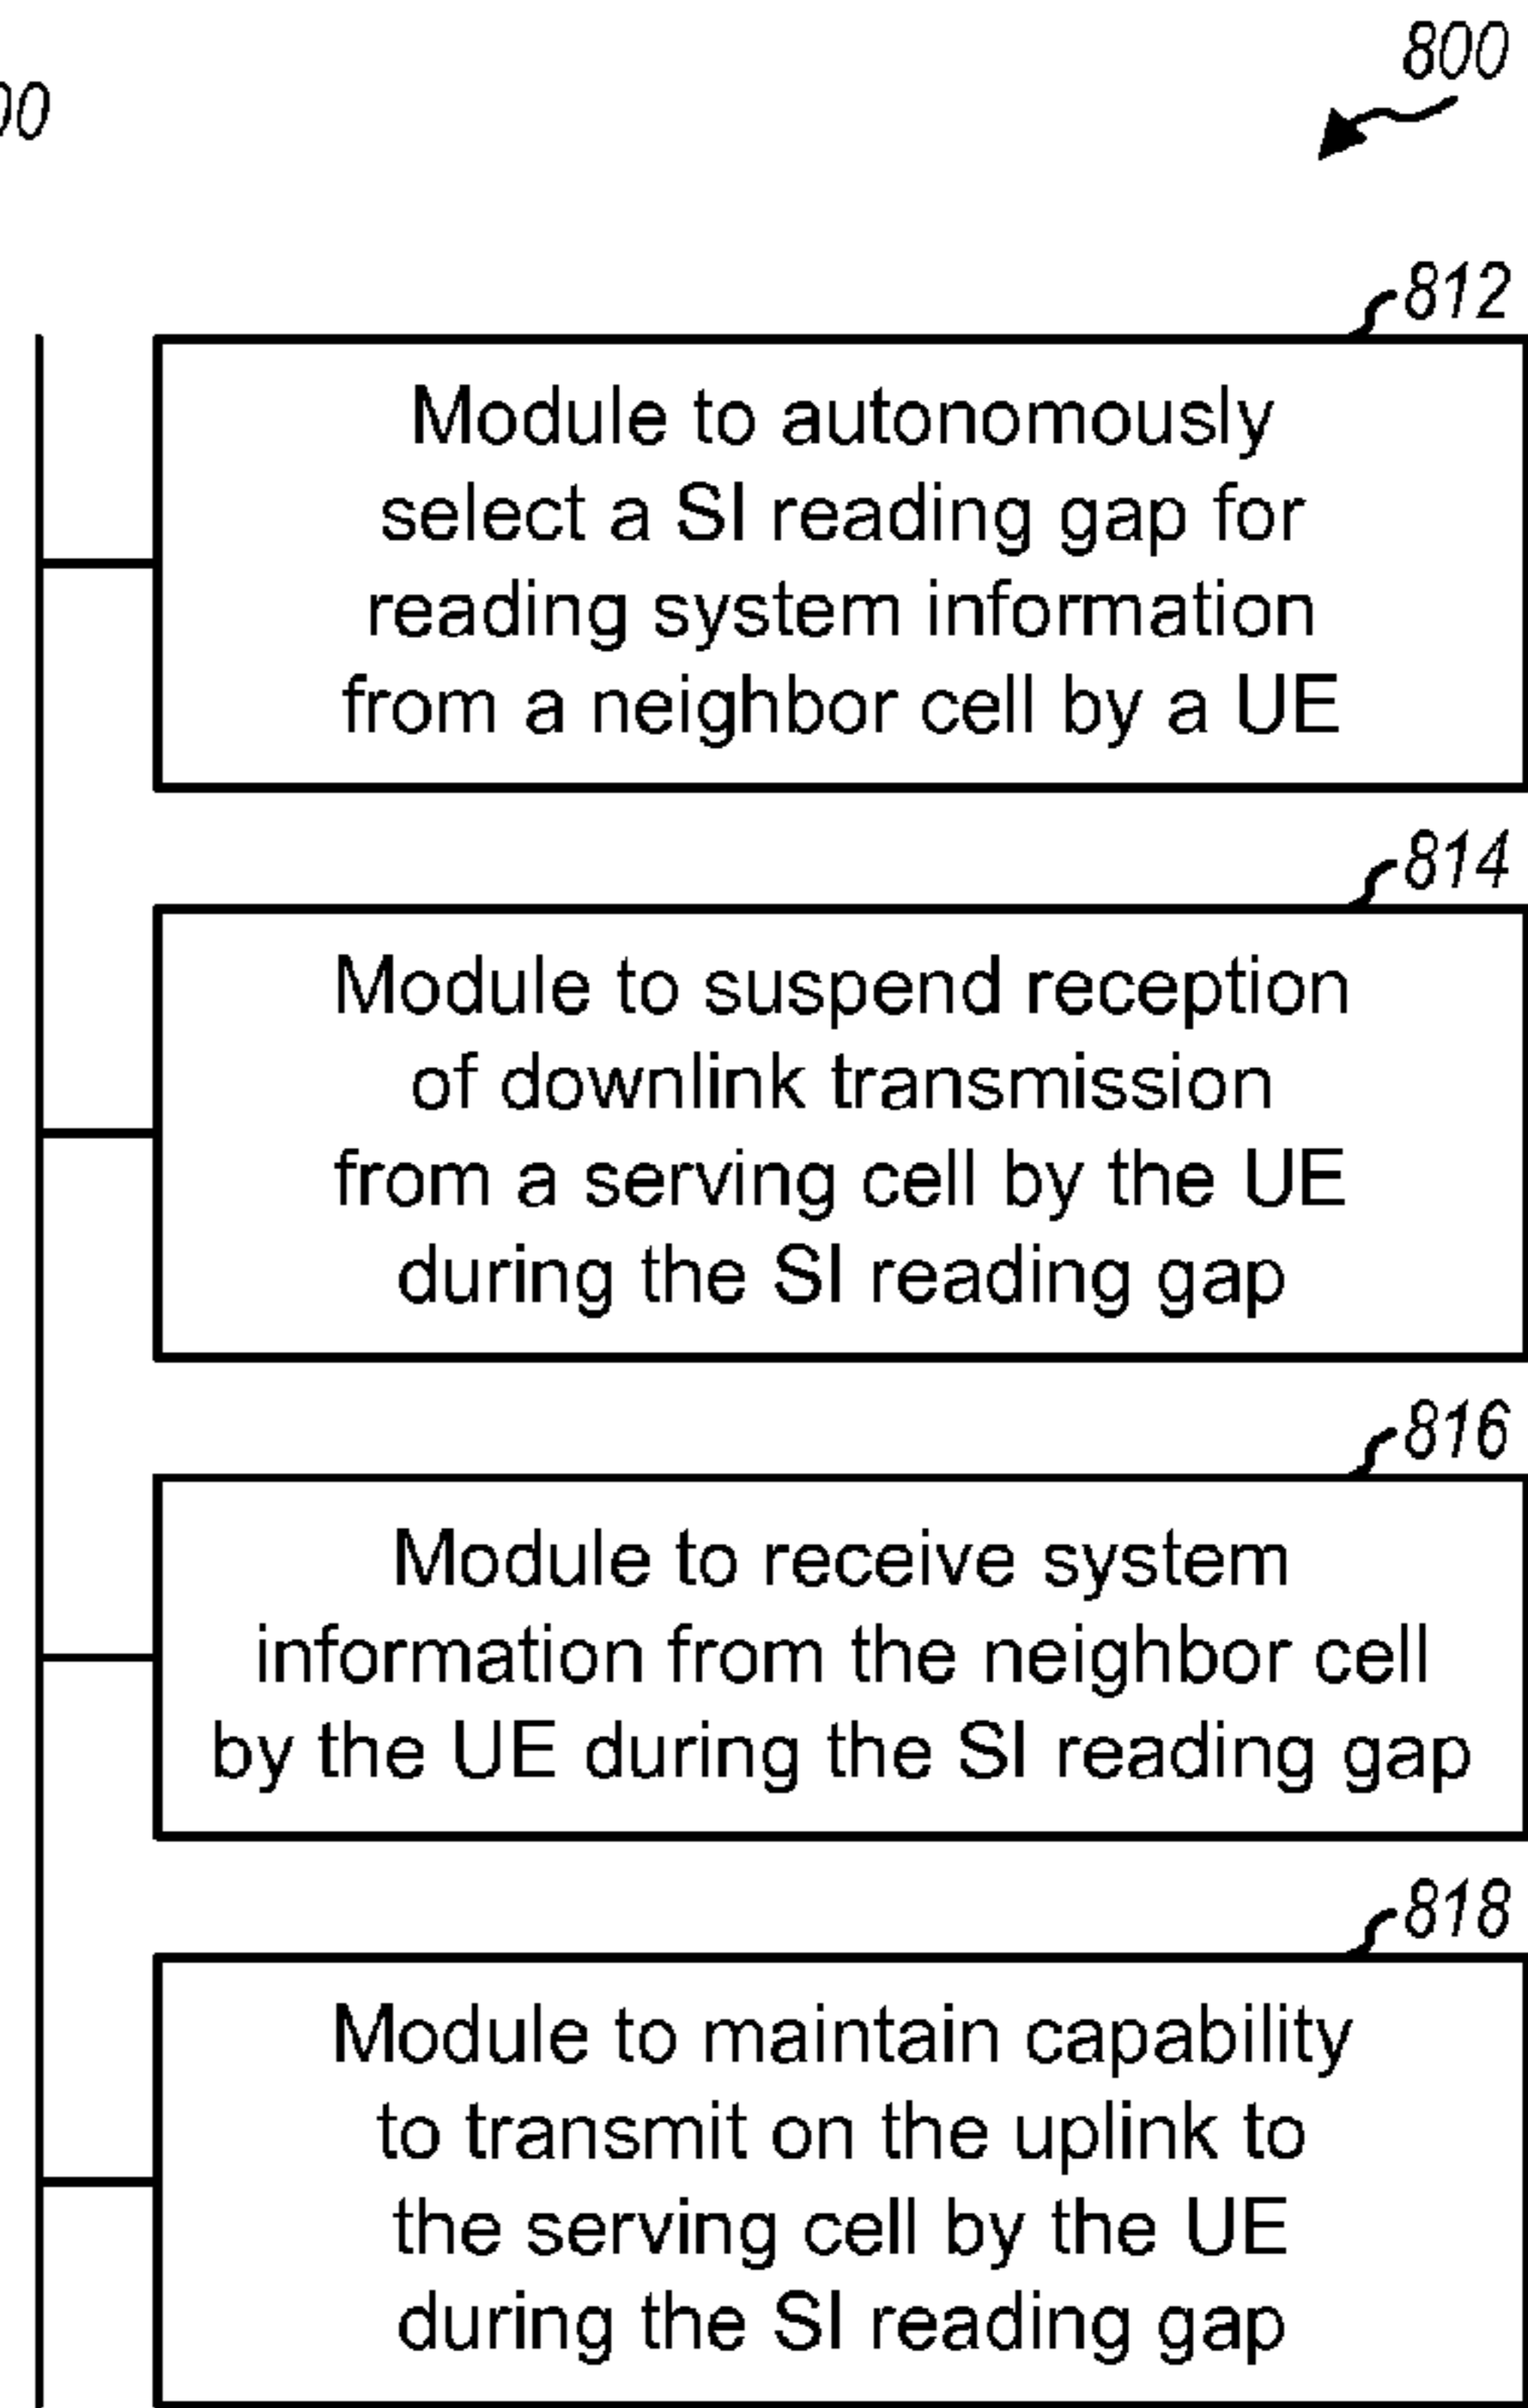 800
00
812
Module to autonomously
select a SI reading gap for
reading system information
from a neighbor cell by a UE
814
Module to suspend reception
of downlink transmission
from a serving cell by the UE
during the SI reading gap
816
Module to receive system
information from the neighbor cell
by the UE during the SI reading gap
818
Module to maintain capability
to transmit on the uplink to
the serving cell by the UE
during the SI reading gap